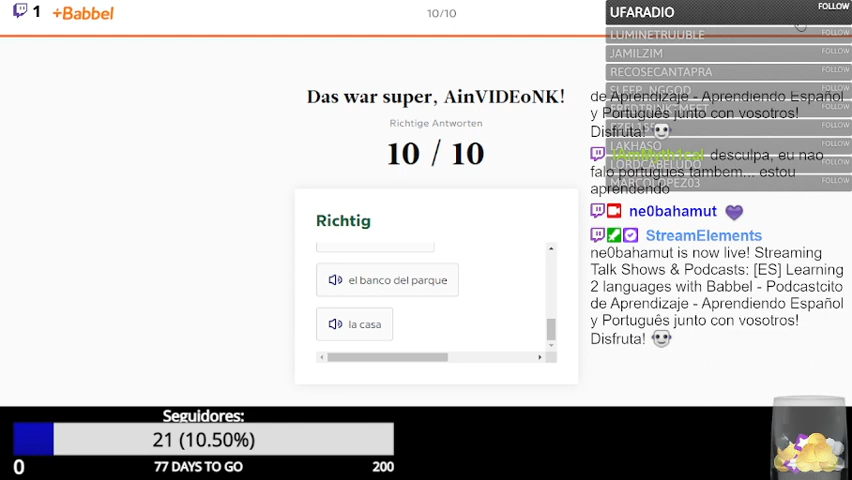 1 +Babbel
10/10
Das war super, AinVIDEoNK!
Richtige Antworten
10 / 10
Richtig
el banco del parque
la casa
UFARADIO FOLLOW
LUMINETRUUBLE FOLLOW
JAMILZIM FOLLOW
RECOSECANTAPRA FOLLOW
FOLLOW
de Aprendizaje - Aprendiendo Español
FOLLOW
y Português junto con vosotros!
FOLLOW
Disfruta!
LAKHASO FOLLOW
IAmMyth1cal desculpa, eu nao
LORDCABELUDO FOLLOW
falo portugues tambem... estou
MARCOLOPEZ03 FOLLOW
aprendendo
ne0bahamut
StreamElements
ne0bahamut is now live! Streaming
Talk Shows & Podcasts: [ES] Learning
2 languages with Babbel - Podcastcito
de Aprendizaje - Aprendiendo Español
y Português junto con vosotros!
Disfruta!
Seguidores:
21 (10.50%)
0 77 DAYS TO GO 200